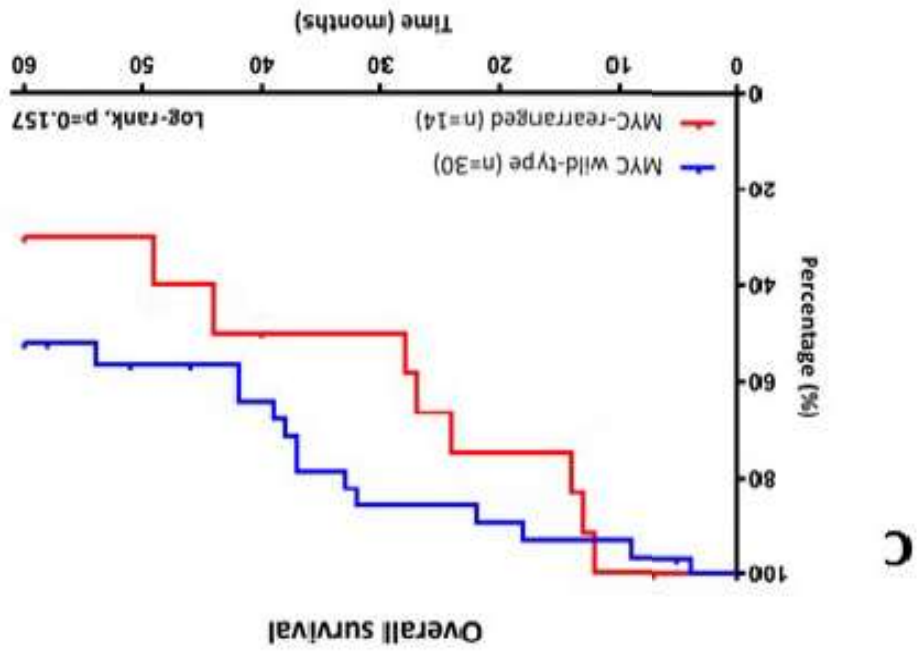 C
Overall survival
Percentage (%)
100
80
60
40
20
0
MYC wild-type (n=30)
MYC-rearranged (n=14)
Log-rank, p=0.157
0 10 20 30 40 50 60
Time (months)